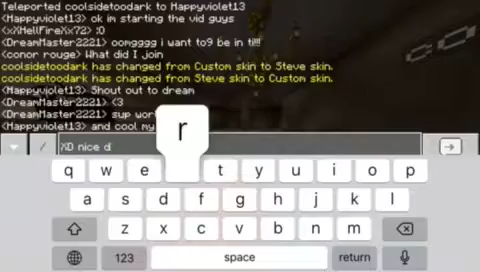 Teleported coolsidetoodark to Happyviolet13
<Happyviolet13> ok im starting the vid guys
<xXHellFireXx72> :O
<DreamMaster2221> oomgggg i want to9 be in ti!!!
<conor rouge> What did I join
coolsidetoodark has changed from Custom skin to Steve skin.
coolsidetoodark has changed from Steve skin to Custom skin.
<Happyviolet13> Shout out to dream
<DreamMaster2221> <3
<DreamMaster2221> sup wor
<Happyviolet13> and cool my
/ XD nice d
r
q w e t y u i o p
a s d f g h j k l
z x c v b n m
123 space return